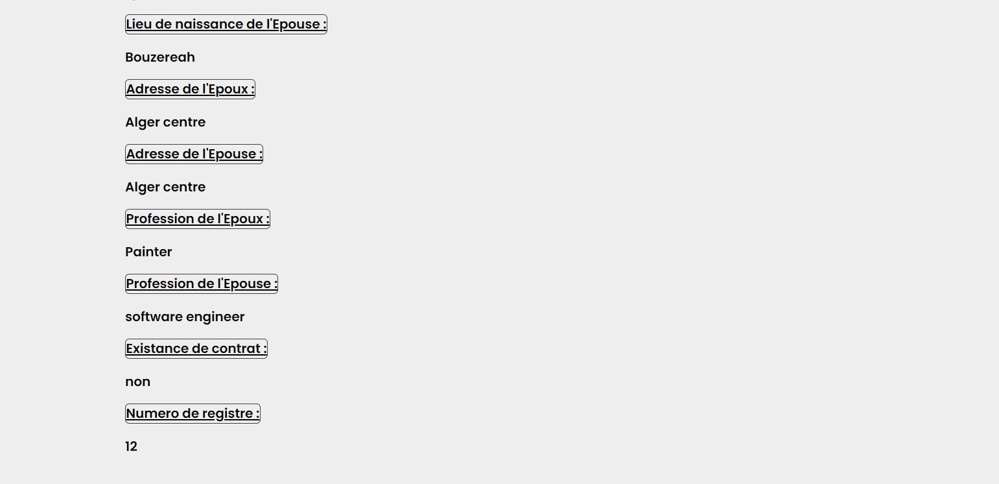 Lieu de naissance de l'Epouse :
Bouzereah
Adresse de l'Epoux :
Alger centre
Adresse de l'Epouse :
Alger centre
Profession de l'Epoux :
Painter
Profession de l'Epouse :
software engineer
Existance de contrat :
non
Numero de registre :
12